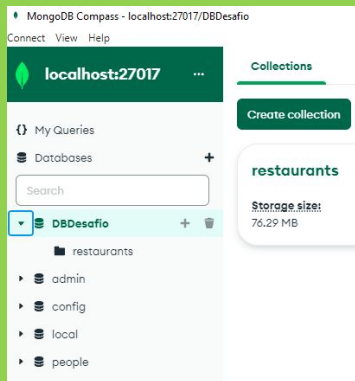 MongoDB Compass - localhost:27017/DBDesafio
Connect View Help
localhost:27017 ...
{} My Queries
Databases +
Search
DBDesafio +
restaurants
admin
config
local
people
Collections
Create collection
restaurants
Storage size:
76.29 MB